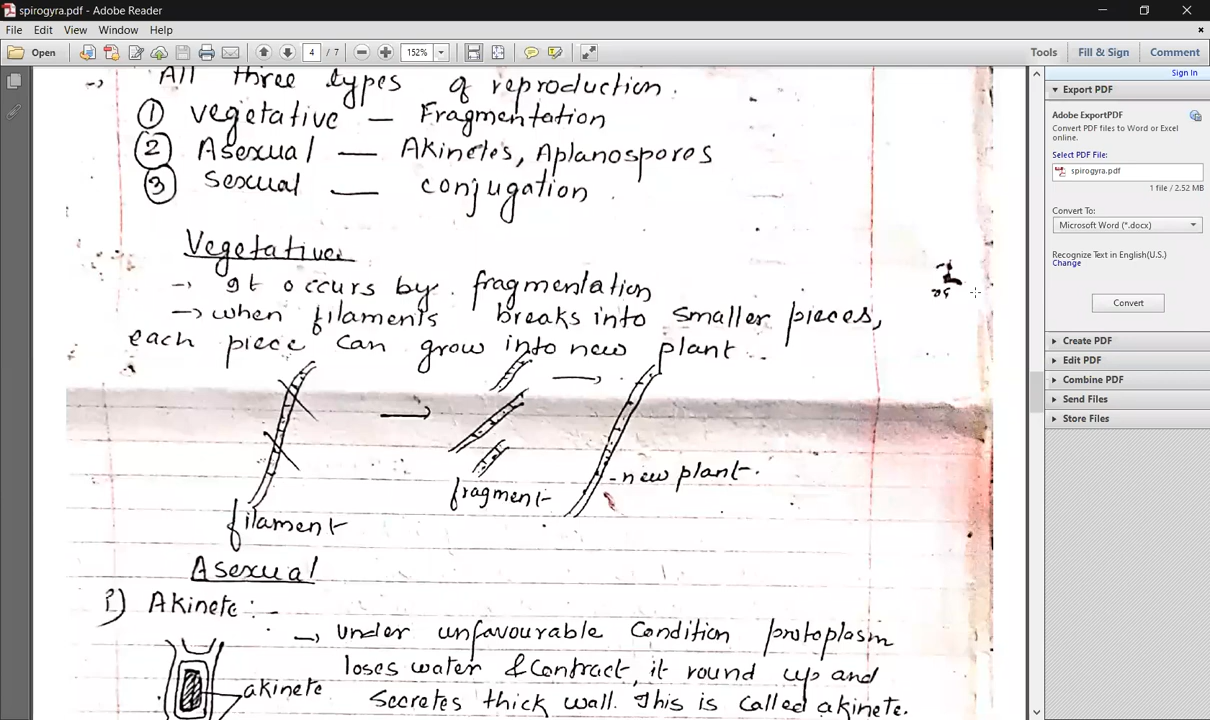 spirogyra.pdf - Adobe Reader
File Edit View Window Help
Open 4 / 7 152% Tools Fill & Sign Comment
Sign In
Export PDF
Adobe ExportPDF
Convert PDF files to Word or Excel online.
Select PDF File:
spirogyra.pdf
1 file / 2.52 MB
Convert To:
Microsoft Word (*.docx)
Recognize Text in English(U.S.)
Change
Convert
Create PDF
Edit PDF
Combine PDF
Send Files
Store Files
→ All three types of reproduction.
① vegetative — Fragmentation
② Asexual — Akinetes, Aplanospores
③ Sexual — conjugation
Vegetative
→ It occurs by fragmentation
→ when filaments breaks into smaller pieces,
each piece can grow into new plant.
filament
fragment
- new plant.
Asexual
i) Akinete :-
→ under unfavourable Condition protoplasm
loses water & Contract, it round up and
Secretes thick wall. This is called akinete.
akinete